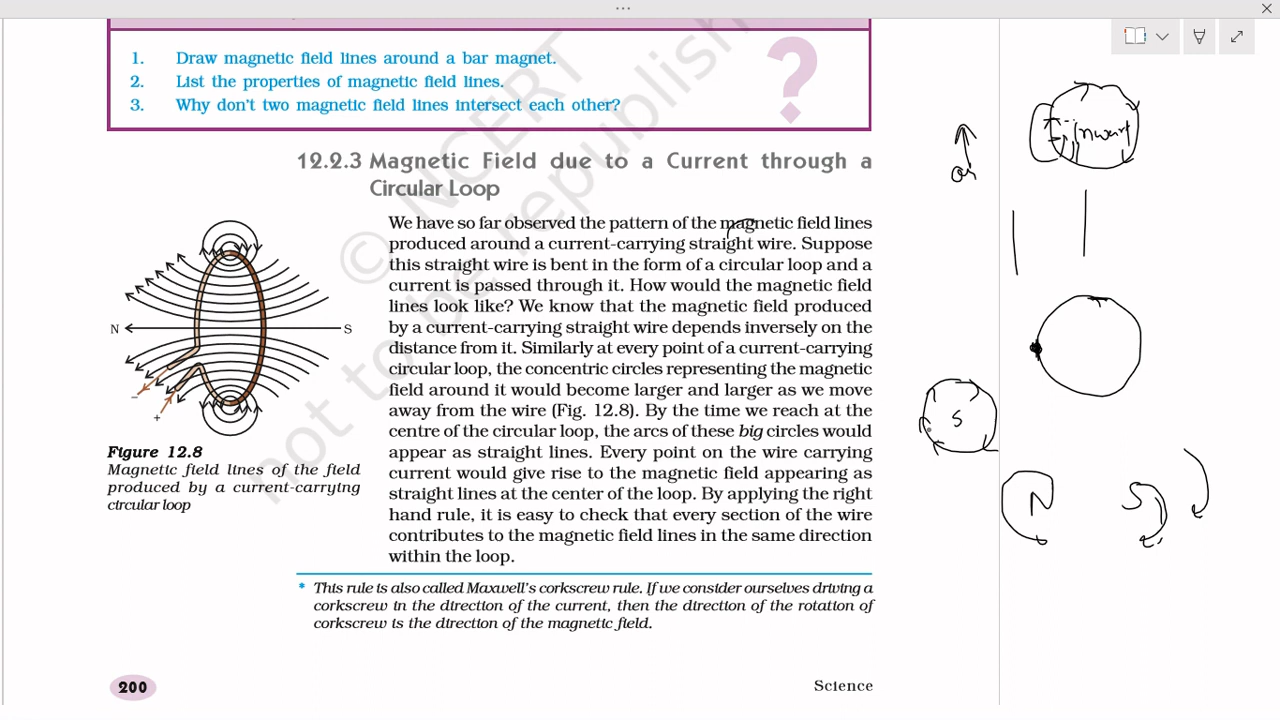 1. Draw magnetic field lines around a bar magnet.
2. List the properties of magnetic field lines.
3. Why don't two magnetic field lines intersect each other?
?
12.2.3 Magnetic Field due to a Current through a
Circular Loop
We have so far observed the pattern of the magnetic field lines
produced around a current-carrying straight wire. Suppose
this straight wire is bent in the form of a circular loop and a
current is passed through it. How would the magnetic field
lines look like? We know that the magnetic field produced
by a current-carrying straight wire depends inversely on the
distance from it. Similarly at every point of a current-carrying
circular loop, the concentric circles representing the magnetic
field around it would become larger and larger as we move
away from the wire (Fig. 12.8). By the time we reach at the
centre of the circular loop, the arcs of these big circles would
appear as straight lines. Every point on the wire carrying
current would give rise to the magnetic field appearing as
straight lines at the center of the loop. By applying the right
hand rule, it is easy to check that every section of the wire
contributes to the magnetic field lines in the same direction
within the loop.
N S
− +
Figure 12.8
Magnetic field lines of the field
produced by a current-carrying
circular loop
* This rule is also called Maxwell's corkscrew rule. If we consider ourselves driving a
corkscrew in the direction of the current, then the direction of the rotation of
corkscrew is the direction of the magnetic field.
200
Science
© NCERT
not to be republish
S
N S